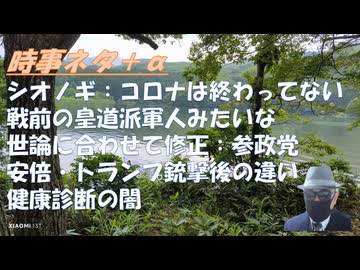 時事ネタ＋α
シオノギ：コロナは終わってない
戦前の皇道派軍人みたいな
世論に合わせて修正：参政党
安倍・トランプ銃撃後の違い
健康診断の闇
XIAOMI 13T